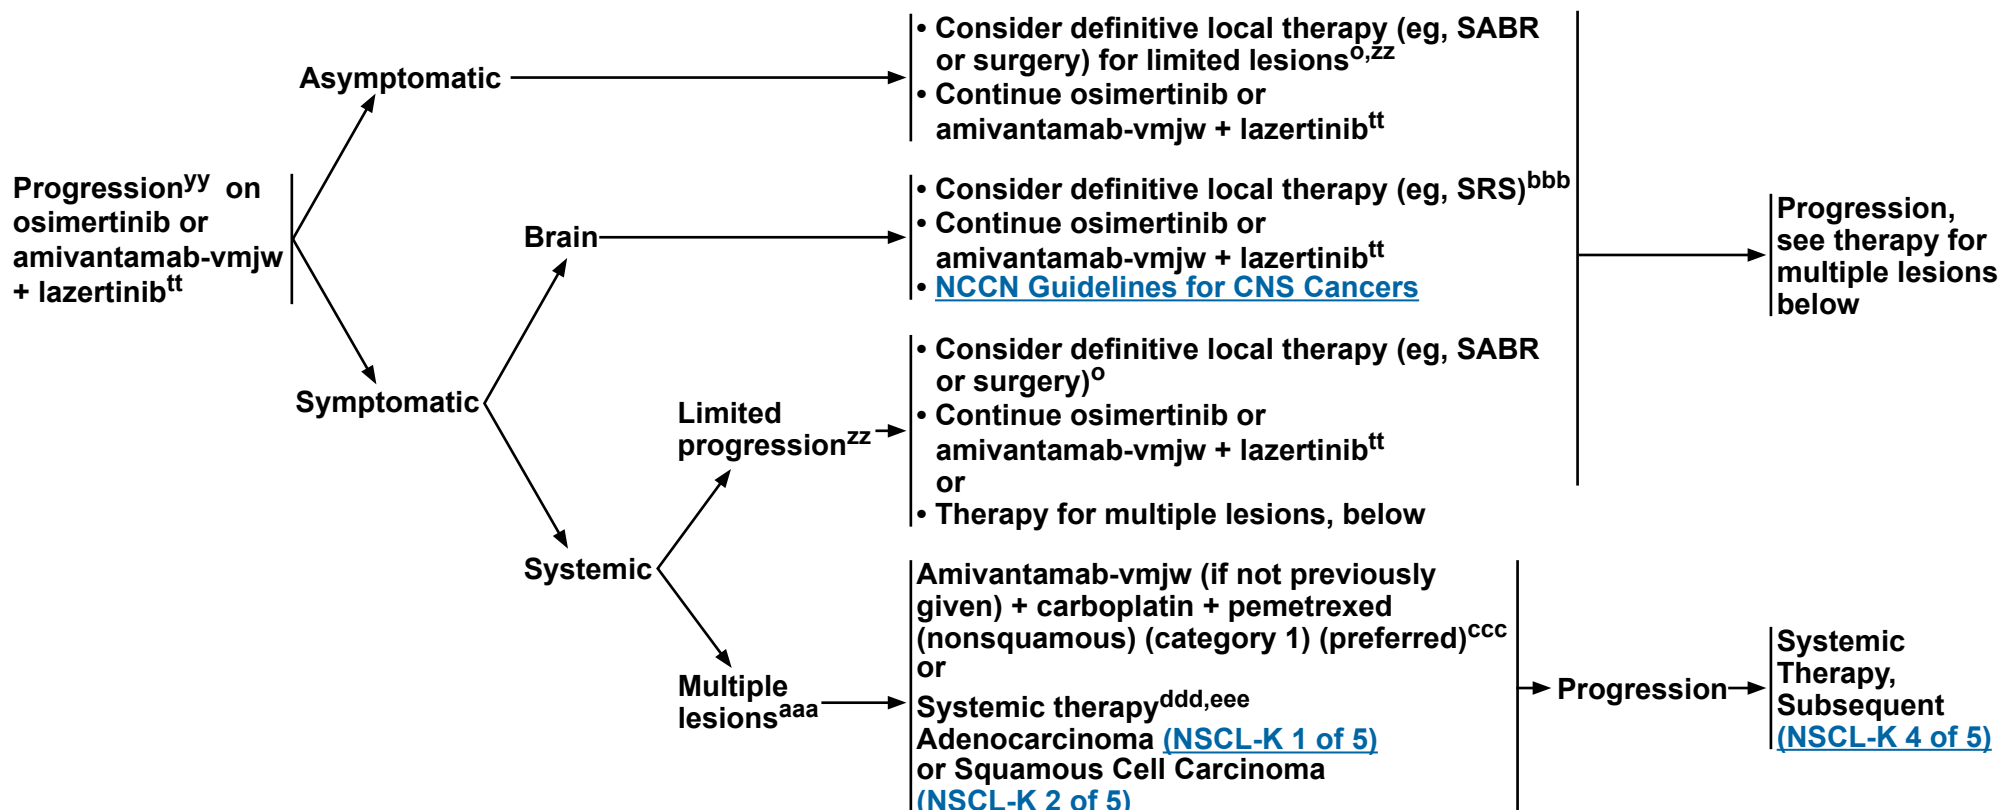 Progressionyy on
osimertinib or
amivantamab-vmjw
+ lazertinibtt
Asymptomatic
• Consider definitive local therapy (eg, SABR
or surgery) for limited lesionso,zz
• Continue osimertinib or
amivantamab-vmjw + lazertinibtt
Symptomatic
Brain
• Consider definitive local therapy (eg, SRS)bbb
• Continue osimertinib or
amivantamab-vmjw + lazertinibtt
• NCCN Guidelines for CNS Cancers
Progression,
see therapy for
multiple lesions
below
Systemic
Limited
progressionzz
• Consider definitive local therapy (eg, SABR
or surgery)o
• Continue osimertinib or
amivantamab-vmjw + lazertinibtt
or
• Therapy for multiple lesions, below
Multiple
lesionsaaa
Amivantamab-vmjw (if not previously
given) + carboplatin + pemetrexed
(nonsquamous) (category 1) (preferred)ccc
or
Systemic therapyddd,eee
Adenocarcinoma (NSCL-K 1 of 5)
or Squamous Cell Carcinoma
(NSCL-K 2 of 5)
Progression
Systemic
Therapy,
Subsequent
(NSCL-K 4 of 5)